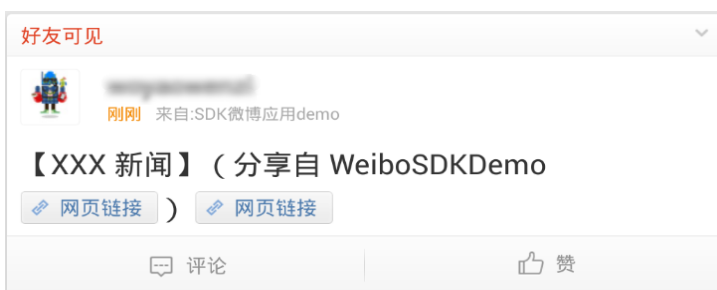 好友可见
刚刚 来自:SDK微博应用demo
【XXX 新闻】（分享自 WeiboSDKDemo
网页链接 ） 网页链接
评论 赞